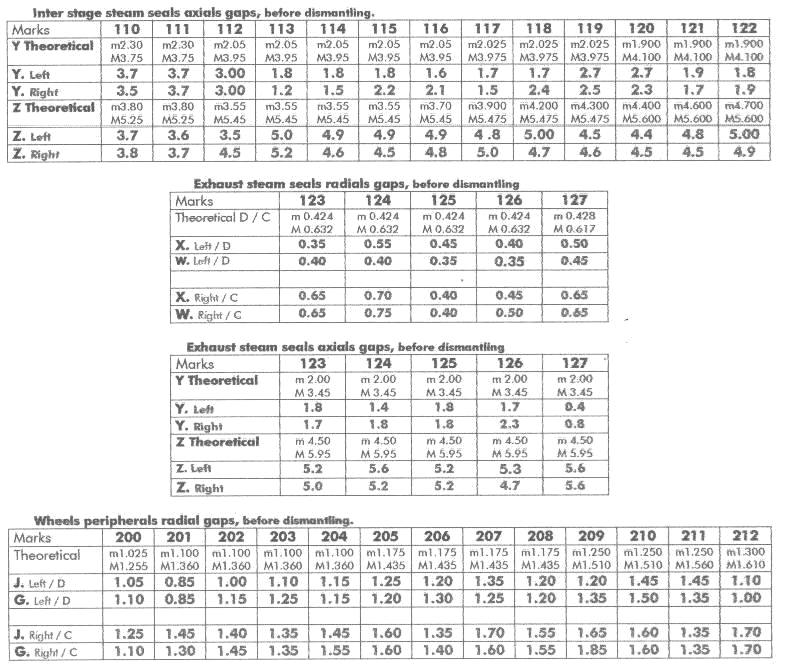 Inter stage steam seals axials gaps, before dismantling.
Marks 110 111 112 113 114 115 116 117 118 119 120 121 122
Y Theoretical m2.30 m2.30 m2.05 m2.05 m2.05 m2.05 m2.05 m2.025 m2.025 m2.025 m1.900 m1.900 m1.900
M3.75 M3.75 M3.95 M3.95 M3.95 M3.95 M3.95 M3.975 M3.975 M3.975 M4.100 M4.100 M4.100
Y. Left 3.7 3.7 3.00 1.8 1.8 1.8 1.6 1.7 1.7 2.7 2.7 1.9 1.8
Y. Right 3.5 3.7 3.00 1.2 1.5 2.2 2.1 1.5 2.4 2.5 2.3 1.7 1.9
Z Theoretical m3.80 m3.80 m3.55 m3.55 m3.55 m3.55 m3.70 m3.900 m4.200 m4.300 m4.400 m4.600 m4.700
M5.25 M5.25 M5.45 M5.45 M5.45 M5.45 M5.45 M5.475 M5.475 M5.475 M5.600 M5.600 M5.600
Z. Left 3.7 3.6 3.5 5.0 4.9 4.9 4.9 4.8 5.00 4.5 4.4 4.8 5.00
Z. Right 3.8 3.7 4.5 5.2 4.6 4.5 4.8 5.0 4.7 4.6 4.5 4.5 4.9
Exhaust steam seals radials gaps, before dismantling
Marks 123 124 125 126 127
Theoretical D / C m 0.424 m 0.424 m 0.424 m 0.424 m 0.428
M 0.632 M 0.632 M 0.632 M 0.632 M 0.617
X. Left / D 0.35 0.55 0.45 0.40 0.50
W. Left / D 0.40 0.40 0.35 0.35 0.45
X. Right / C 0.65 0.70 0.40 0.45 0.65
W. Right / C 0.65 0.75 0.40 0.50 0.65
Exhaust steam seals axials gaps, before dismantling
Marks 123 124 125 126 127
Y Theoretical m 2.00 m 2.00 m 2.00 m 2.00 m 2.00
M 3.45 M 3.45 M 3.45 M 3.45 M 3.45
Y. Left 1.8 1.4 1.8 1.7 0.4
Y. Right 1.7 1.8 1.8 2.3 0.8
Z Theoretical m 4.50 m 4.50 m 4.50 m 4.50 m 4.50
M 5.95 M 5.95 M 5.95 M 5.95 M 5.95
Z. Left 5.2 5.6 5.2 5.3 5.6
Z. Right 5.0 5.2 5.2 4.7 5.6
Wheels peripherals radial gaps, before dismantling.
Marks 200 201 202 203 204 205 206 207 208 209 210 211 212
Theoretical m1.025 m1.100 m1.100 m1.100 m1.100 m1.175 m1.175 m1.175 m1.175 m1.250 m1.250 m1.250 m1.300
M1.255 M1.360 M1.360 M1.360 M1.360 M1.435 M1.435 M1.435 M1.435 M1.510 M1.510 M1.560 M1.610
J. Left / D 1.05 0.85 1.00 1.10 1.15 1.25 1.20 1.35 1.20 1.20 1.45 1.45 1.10
G. Left / D 1.10 0.85 1.15 1.25 1.15 1.20 1.30 1.25 1.20 1.35 1.50 1.35 1.00
J. Right / C 1.25 1.45 1.40 1.35 1.45 1.60 1.35 1.70 1.55 1.65 1.60 1.35 1.70
G. Right / C 1.10 1.30 1.45 1.35 1.55 1.60 1.40 1.60 1.55 1.85 1.60 1.35 1.70